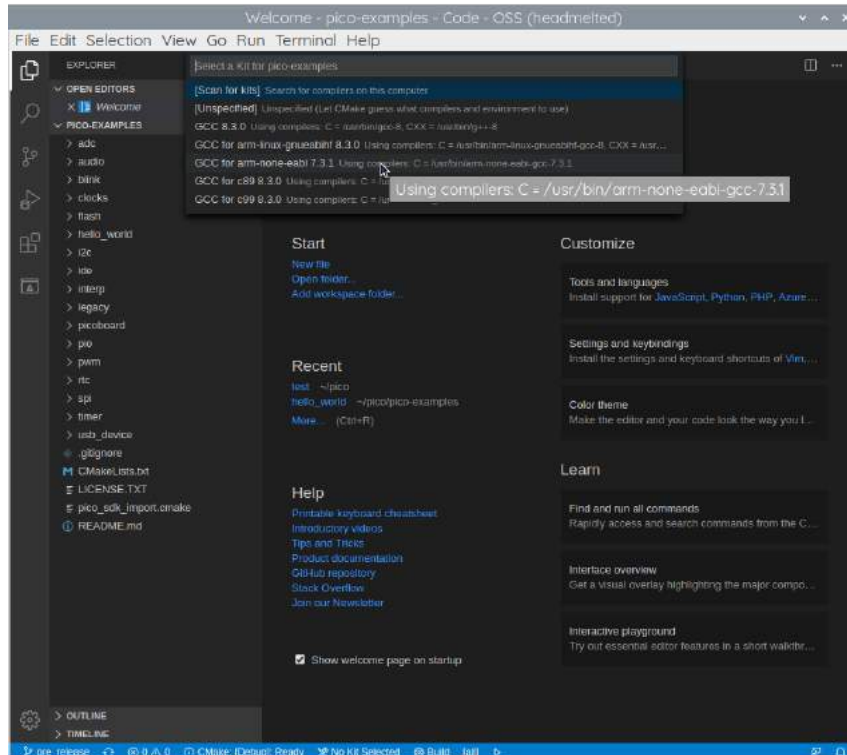 Welcome - pico-examples - Code - OSS (headmelted)
File Edit Selection View Go Run Terminal Help
EXPLORER
Select a Kit for pico-examples
OPEN EDITORS
Welcome
PICO-EXAMPLES
adc
audio
blink
clocks
flash
hello_world
i2c
ide
interp
legacy
picoboard
pio
pwm
rtc
spi
timer
usb_device
.gitignore
CMakeLists.txt
LICENSE.TXT
pico_sdk_import.cmake
README.md
OUTLINE
TIMELINE
[Scan for kits] Search for compilers on this computer
[Unspecified] Unspecified (Let CMake guess what compilers and environment to use)
GCC 8.3.0 Using compilers: C = /usr/bin/gcc-8, CXX = /usr/bin/g++-8
GCC for arm-linux-gnueabihf 8.3.0 Using compilers: C = /usr/bin/arm-linux-gnueabihf-gcc-8, CXX = /usr...
GCC for arm-none-eabi 7.3.1 Using compilers: C = /usr/bin/arm-none-eabi-gcc-7.3.1
GCC for c89 8.3.0 Using compilers: C =
GCC for c99 8.3.0 Using compilers: C =
Using compilers: C = /usr/bin/arm-none-eabi-gcc-7.3.1
Start
New file
Open folder...
Add workspace folder...
Recent
test ~/pico
hello_world ~/pico/pico-examples
More... (Ctrl+R)
Help
Printable keyboard cheatsheet
Introductory videos
Tips and Tricks
Product documentation
GitHub repository
Stack Overflow
Join our Newsletter
Show welcome page on startup
Customize
Tools and languages
Install support for JavaScript, Python, PHP, Azure...
Settings and keybindings
Install the settings and keyboard shortcuts of Vim,...
Color theme
Make the editor and your code look the way you l...
Learn
Find and run all commands
Rapidly access and search commands from the C...
Interface overview
Get a visual overlay highlighting the major compo...
Interactive playground
Try out essential editor features in a short walkthr...
pre_release 0 0 CMake: [Debug]: Ready No Kit Selected Build [all]